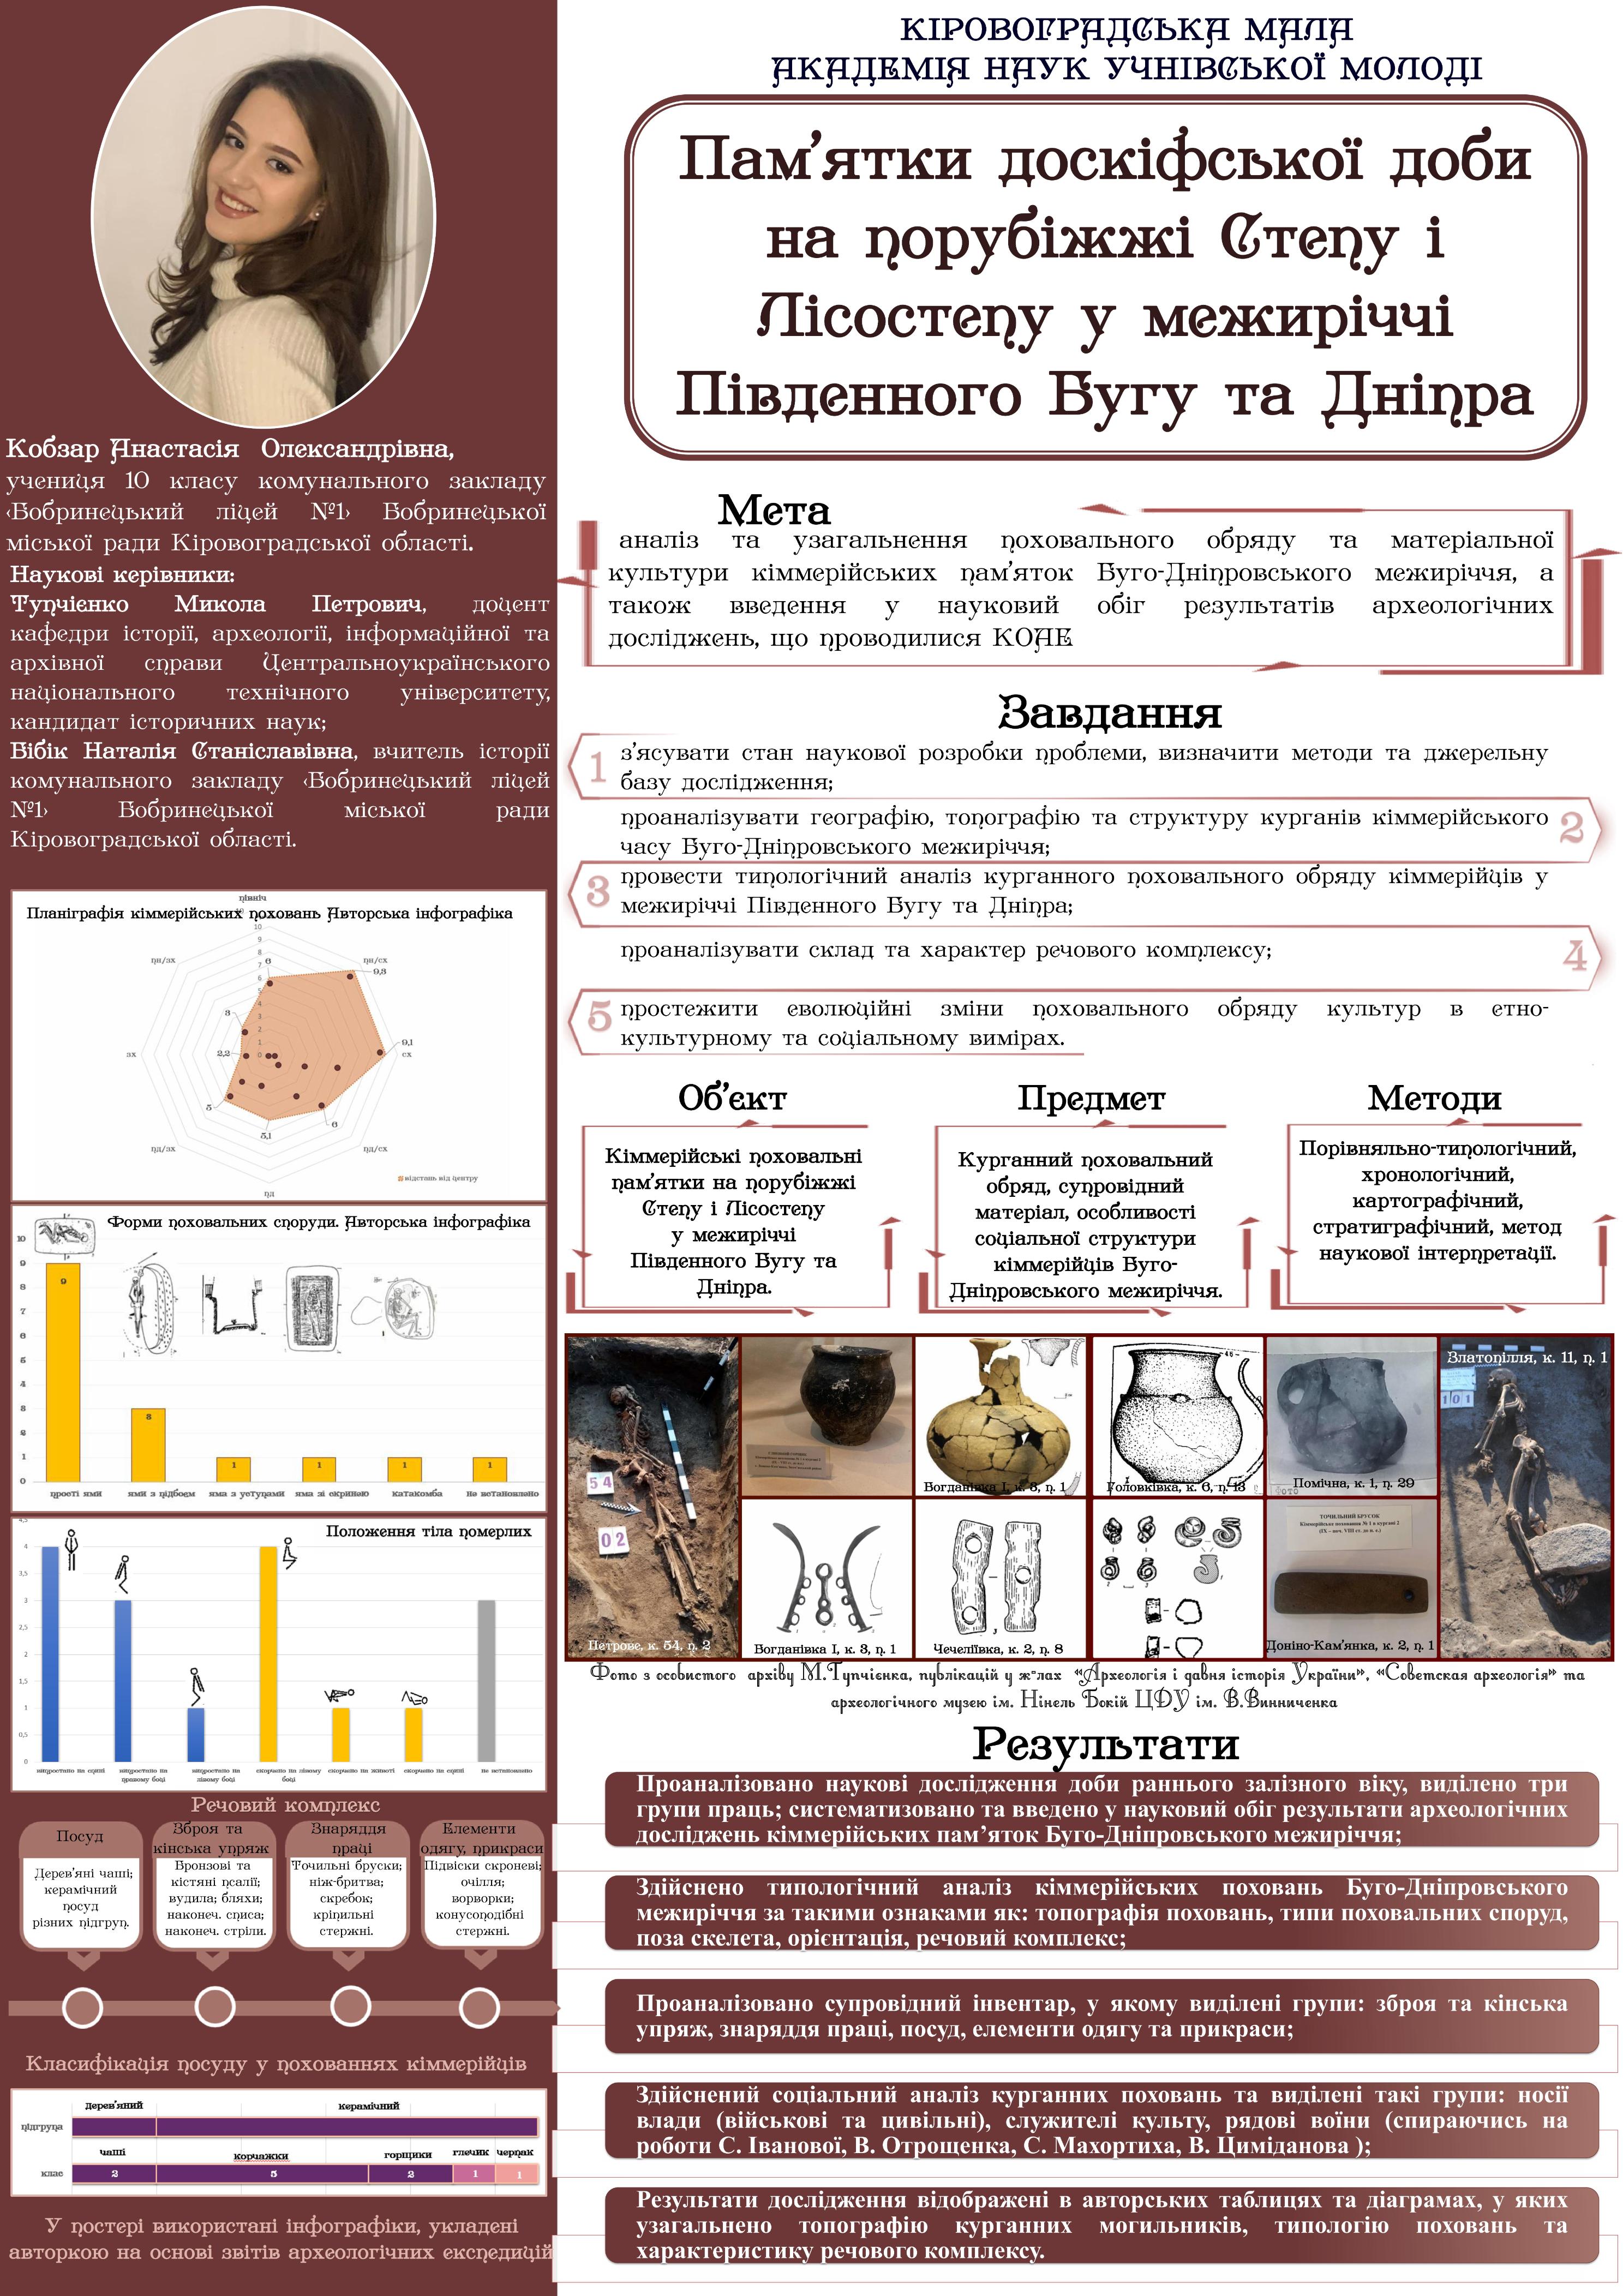 КІРОВОГРАДСЬКА МАЛА
АКАДЕМІЯ НАУК УЧНІВСЬКОЇ МОЛОДІ
Пам’ятки доскіфської доби
на порубіжжі Степу і
Лісостепу у межиріччі
Південного Бугу та Дніпра
Кобзар Анастасія Олександрівна,
учениця 10 класу комунального закладу
‹Бобринецький ліцей №1› Бобринецької
міської ради Кіровоградської області.
Наукові керівники:
Тупчієнко Микола Петрович, доцент
кафедри історії, археології, інформаційної та
архівної справи Центральноукраїнського
національного технічного університету,
кандидат історичних наук;
Бібік Наталія Станіславівна, вчитель історії
комунального закладу ‹Бобринецький ліцей
№1› Бобринецької міської ради
Кіровоградської області.
Планіграфія кіммерійських поховань Авторська інфографіка
північ
10
9
8
7
6
5
4
3
2
1
0
пн/зх
пн/сх
зх
сх
пд/зх
пд/сх
пд
6
9,3
9,1
6
5,1
5
2,2
3
відстань від центру
Форми поховальних споруди. Авторська інфографіка
10
9
8
7
6
5
4
3
2
1
0
9
3
1
1
1
1
прості ями
ями з підбоєм
яма з уступами
яма зі скринею
катакомба
не встановлено
Положення тіла померлих
4,5
4
3,5
3
2,5
2
1,5
1
0,5
0
випростано на спині
випростано на правому боці
випростано на лівому боці
скорчено на лівому боці
скорчено на животі
скорчено на спині
не встановлено
Речовий комплекс
Посуд
Дерев’яні чаші;
керамічний
посуд
різних підгруп.
Зброя та
кінська упряж
Бронзові та
кістяні псалії;
вудила; бляхи;
наконеч. списа;
наконеч. стріли.
Знаряддя
праці
Точильні бруски;
ніж-бритва;
скребок;
кріпильні
стержні.
Елементи
одягу, прикраси
Підвіски скроневі;
очілля;
ворворки;
конусоподібні
стержні.
Класифікація посуду у похованнях кіммерійців
дерев’яний
керамічний
підгрупа
чаші
корчажки
горщики
глечик
черпак
клас
2
5
2
1
1
У постері використані інфографіки, укладені
авторкою на основі звітів археологічних експедицій
Мета
аналіз та узагальнення поховального обряду та матеріальної
культури кіммерійських пам’яток Буго-Дніпровського межиріччя, а
також введення у науковий обіг результатів археологічних
досліджень, що проводилися КОАЕ
Завдання
1
з’ясувати стан наукової розробки проблеми, визначити методи та джерельну
базу дослідження;
проаналізувати географію, топографію та структуру курганів кіммерійського
часу Буго-Дніпровського межиріччя;
2
3
провести типологічний аналіз курганного поховального обряду кіммерійців у
межиріччі Південного Бугу та Дніпра;
проаналізувати склад та характер речового комплексу;
4
5
простежити еволюційні зміни поховального обряду культур в етно-
культурному та соціальному вимірах.
Об’єкт
Кіммерійські поховальні
пам’ятки на порубіжжі
Степу і Лісостепу
у межиріччі
Південного Бугу та
Дніпра.
Предмет
Курганний поховальний
обряд, супровідний
матеріал, особливості
соціальної структури
кіммерійців Буго-
Дніпровського межиріччя.
Методи
Порівняльно-типологічний,
хронологічний,
картографічний,
стратиграфічний, метод
наукової інтерпретації.
54
02
Петрове, к. 54, п. 2
Богданівка І, к. 3, п. 1
Головківка, к. 6, п. 13
Помічна, к. 1, п. 29
Златопілля, к. 11, п. 1
101
Богданівка І, к. 3, п. 1
Чечеліївка, к. 2, п. 8
ТОЧИЛЬНИЙ БРУСОК
Кіммерійське поховання № 1 в кургані 2
(ІХ – поч. VIII ст. до н. е.)
Доніно-Кам’янка, к. 2, п. 1
Фото з особистого архіву М.Тупчієнка, публікацій у ж-лах «Археологія і давня історія України», «Советская археологія» та
археологічного музею ім. Нінель Бокій ЦДУ ім. В.Винниченка
Результати
Проаналізовано наукові дослідження доби раннього залізного віку, виділено три
групи праць; систематизовано та введено у науковий обіг результати археологічних
досліджень кіммерійських пам’яток Буго-Дніпровського межиріччя;
Здійснено типологічний аналіз кіммерійських поховань Буго-Дніпровського
межиріччя за такими ознаками як: топографія поховань, типи поховальних споруд,
поза скелета, орієнтація, речовий комплекс;
Проаналізовано супровідний інвентар, у якому виділені групи: зброя та кінська
упряж, знаряддя праці, посуд, елементи одягу та прикраси;
Здійснений соціальний аналіз курганних поховань та виділені такі групи: носії
влади (військові та цивільні), служителі культу, рядові воїни (спираючись на
роботи С. Іванової, В. Отрощенка, С. Махортиха, В. Циміданова );
Результати дослідження відображені в авторських таблицях та діаграмах, у яких
узагальнено топографію курганних могильників, типологію поховань та
характеристику речового комплексу.